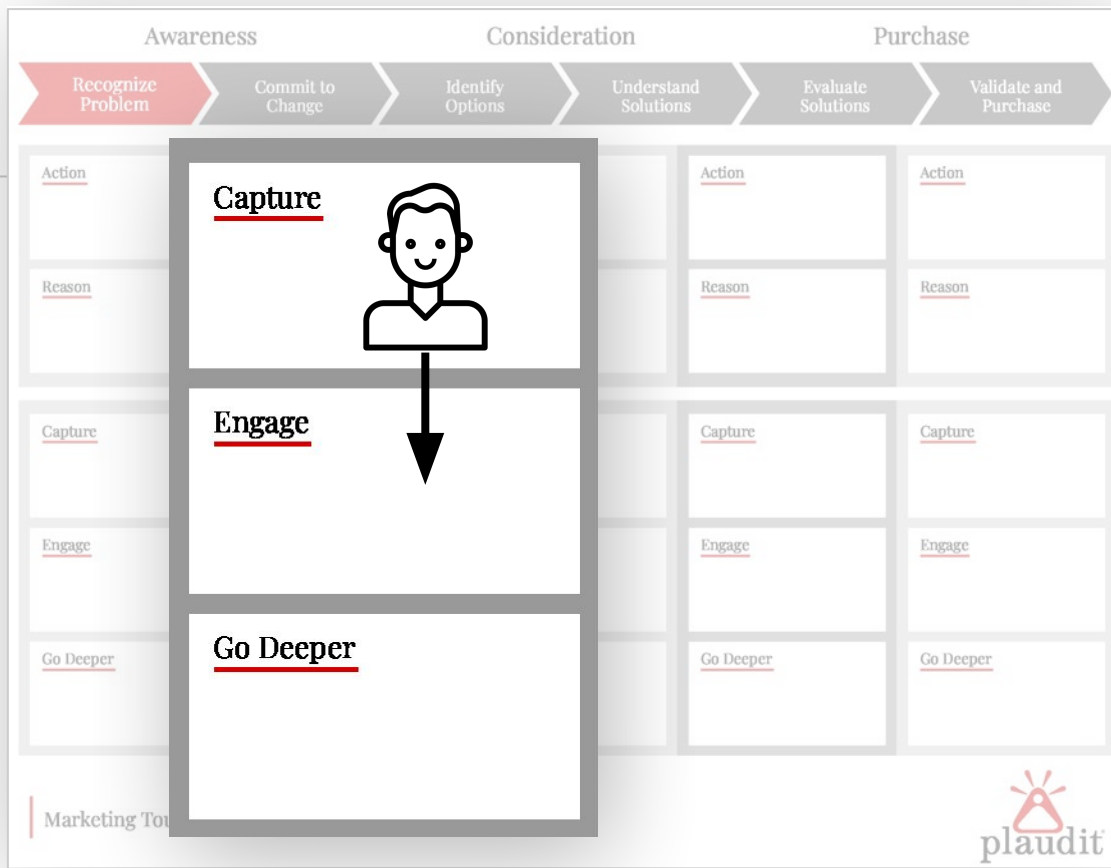 Awareness Consideration Purchase
Recognize
Problem
Commit to
Change
Identify
Options
Understand
Solutions
Evaluate
Solutions
Validate and
Purchase
Action
Action
Action
Reason
Reason
Reason
Capture
Capture
Capture
Engage
Engage
Engage
Go Deeper
Go Deeper
Go Deeper
Capture
Engage
Go Deeper
Marketing
plaudit